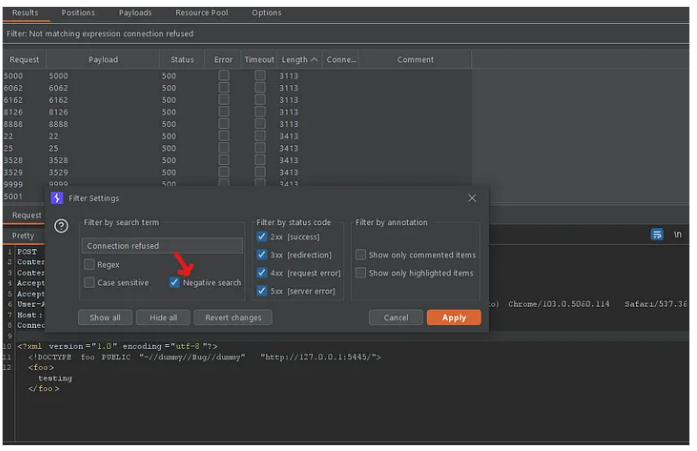 Results Positions Payloads Resource Pool Options
Filter: Not matching expression connection refused
Request Payload Status Error Timeout Length Conne... Comment
5000 5000 500 3113
6062 6062 500 3113
6162 6162 500 3113
8126 8126 500 3113
8888 8888 500 3113
22 22 500 3413
25 25 500 3413
3528 3528 500 3413
3529 3529 500 3413
9999 9999 500 3413
5001
Filter Settings
Request
Filter by search term Filter by status code Filter by annotation
Connection refused
Regex
Case sensitive Negative search
2xx [success]
3xx [redirection]
4xx [request error]
5xx [server error]
Show only commented items
Show only highlighted items
Show all Hide all Revert changes Cancel Apply
Pretty \n
1 POST
2 Conter
3 Conter
4 Accept
5 Accept
6 User-A Chrome/103.0.5060.114 Safari/537.36
7 Host:
8 Connec
9
10 <?xml version="1.0" encoding="utf-8"?>
11 <!DOCTYPE foo PUBLIC "-//dummy//Bug//dummy" "http://127.0.0.1:5445/">
12 <foo>
testing
</foo>